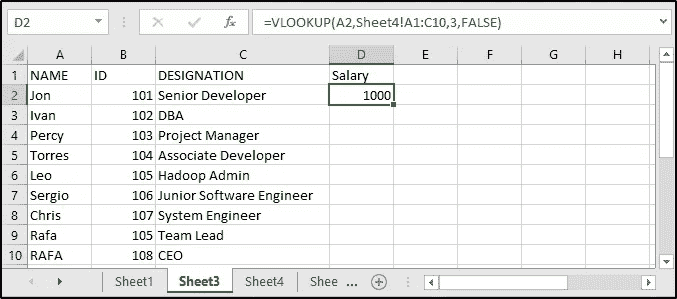 D2 fx =VLOOKUP(A2,Sheet4!A1:C10,3,FALSE)
A B C D E F G H
1 NAME ID DESIGNATION Salary
2 Jon 101 Senior Developer 1000
3 Ivan 102 DBA
4 Percy 103 Project Manager
5 Torres 104 Associate Developer
6 Leo 105 Hadoop Admin
7 Sergio 106 Junior Software Engineer
8 Chris 107 System Engineer
9 Rafa 105 Team Lead
10 RAFA 108 CEO
Sheet1 Sheet3 Sheet4 Shee ...